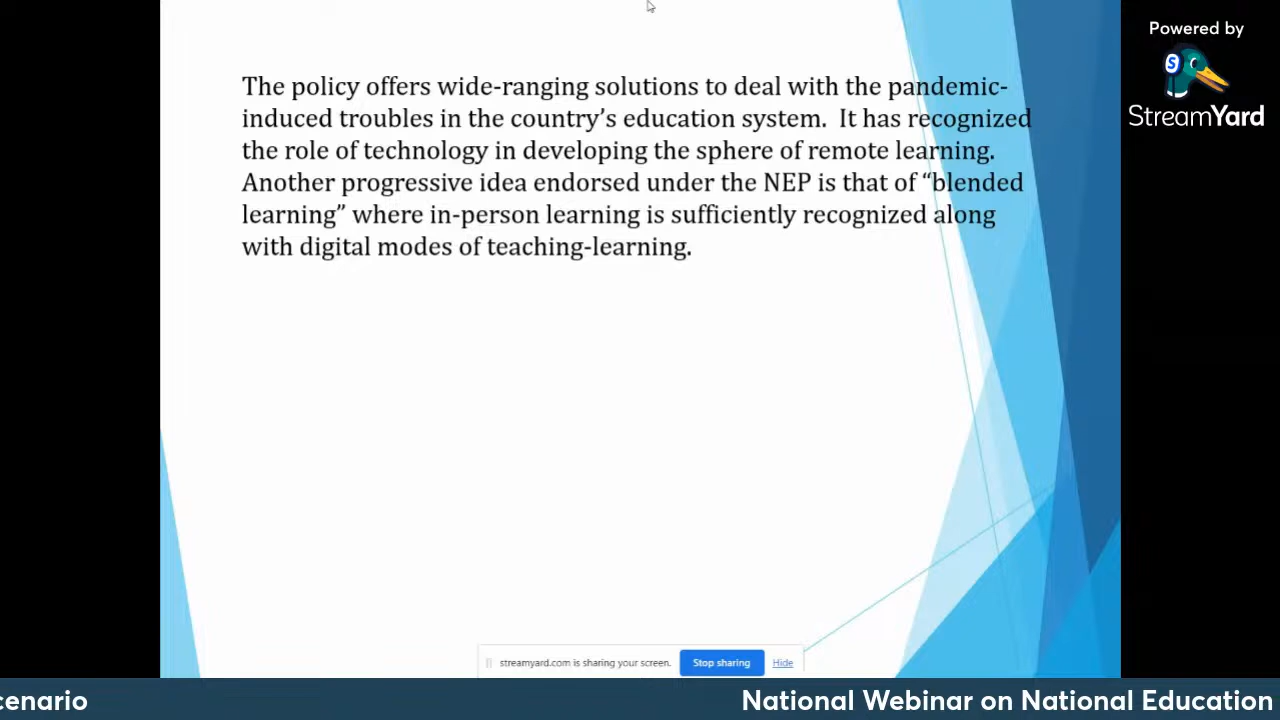 Powered by
S
StreamYard
The policy offers wide-ranging solutions to deal with the pandemic-
induced troubles in the country’s education system.  It has recognized
the role of technology in developing the sphere of remote learning.
Another progressive idea endorsed under the NEP is that of “blended
learning” where in-person learning is sufficiently recognized along
with digital modes of teaching-learning.
streamyard.com is sharing your screen. Stop sharing Hide
cenario National Webinar on National Education